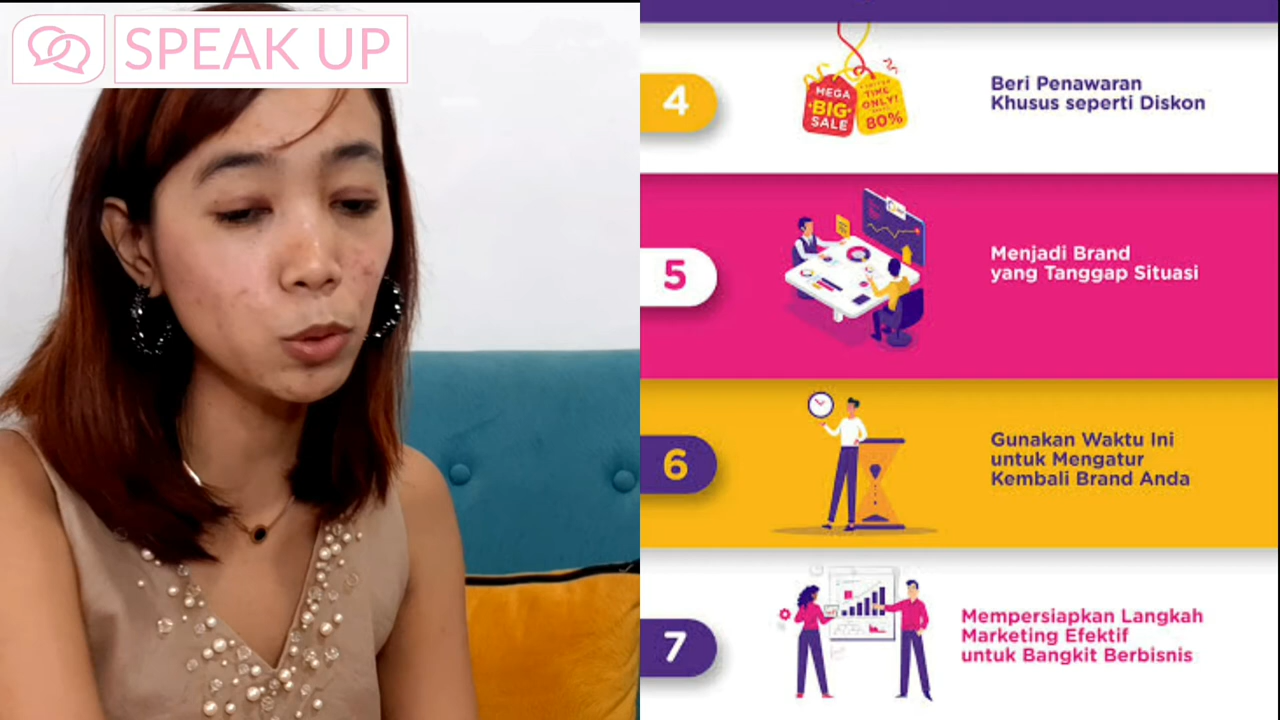 SPEAK UP
4
MEGA
BIG
SALE
TIME
ONLY!
80%
Beri Penawaran
Khusus seperti Diskon
5
Menjadi Brand
yang Tanggap Situasi
6
Gunakan Waktu Ini
untuk Mengatur
Kembali Brand Anda
7
Mempersiapkan Langkah
Marketing Efektif
untuk Bangkit Berbisnis